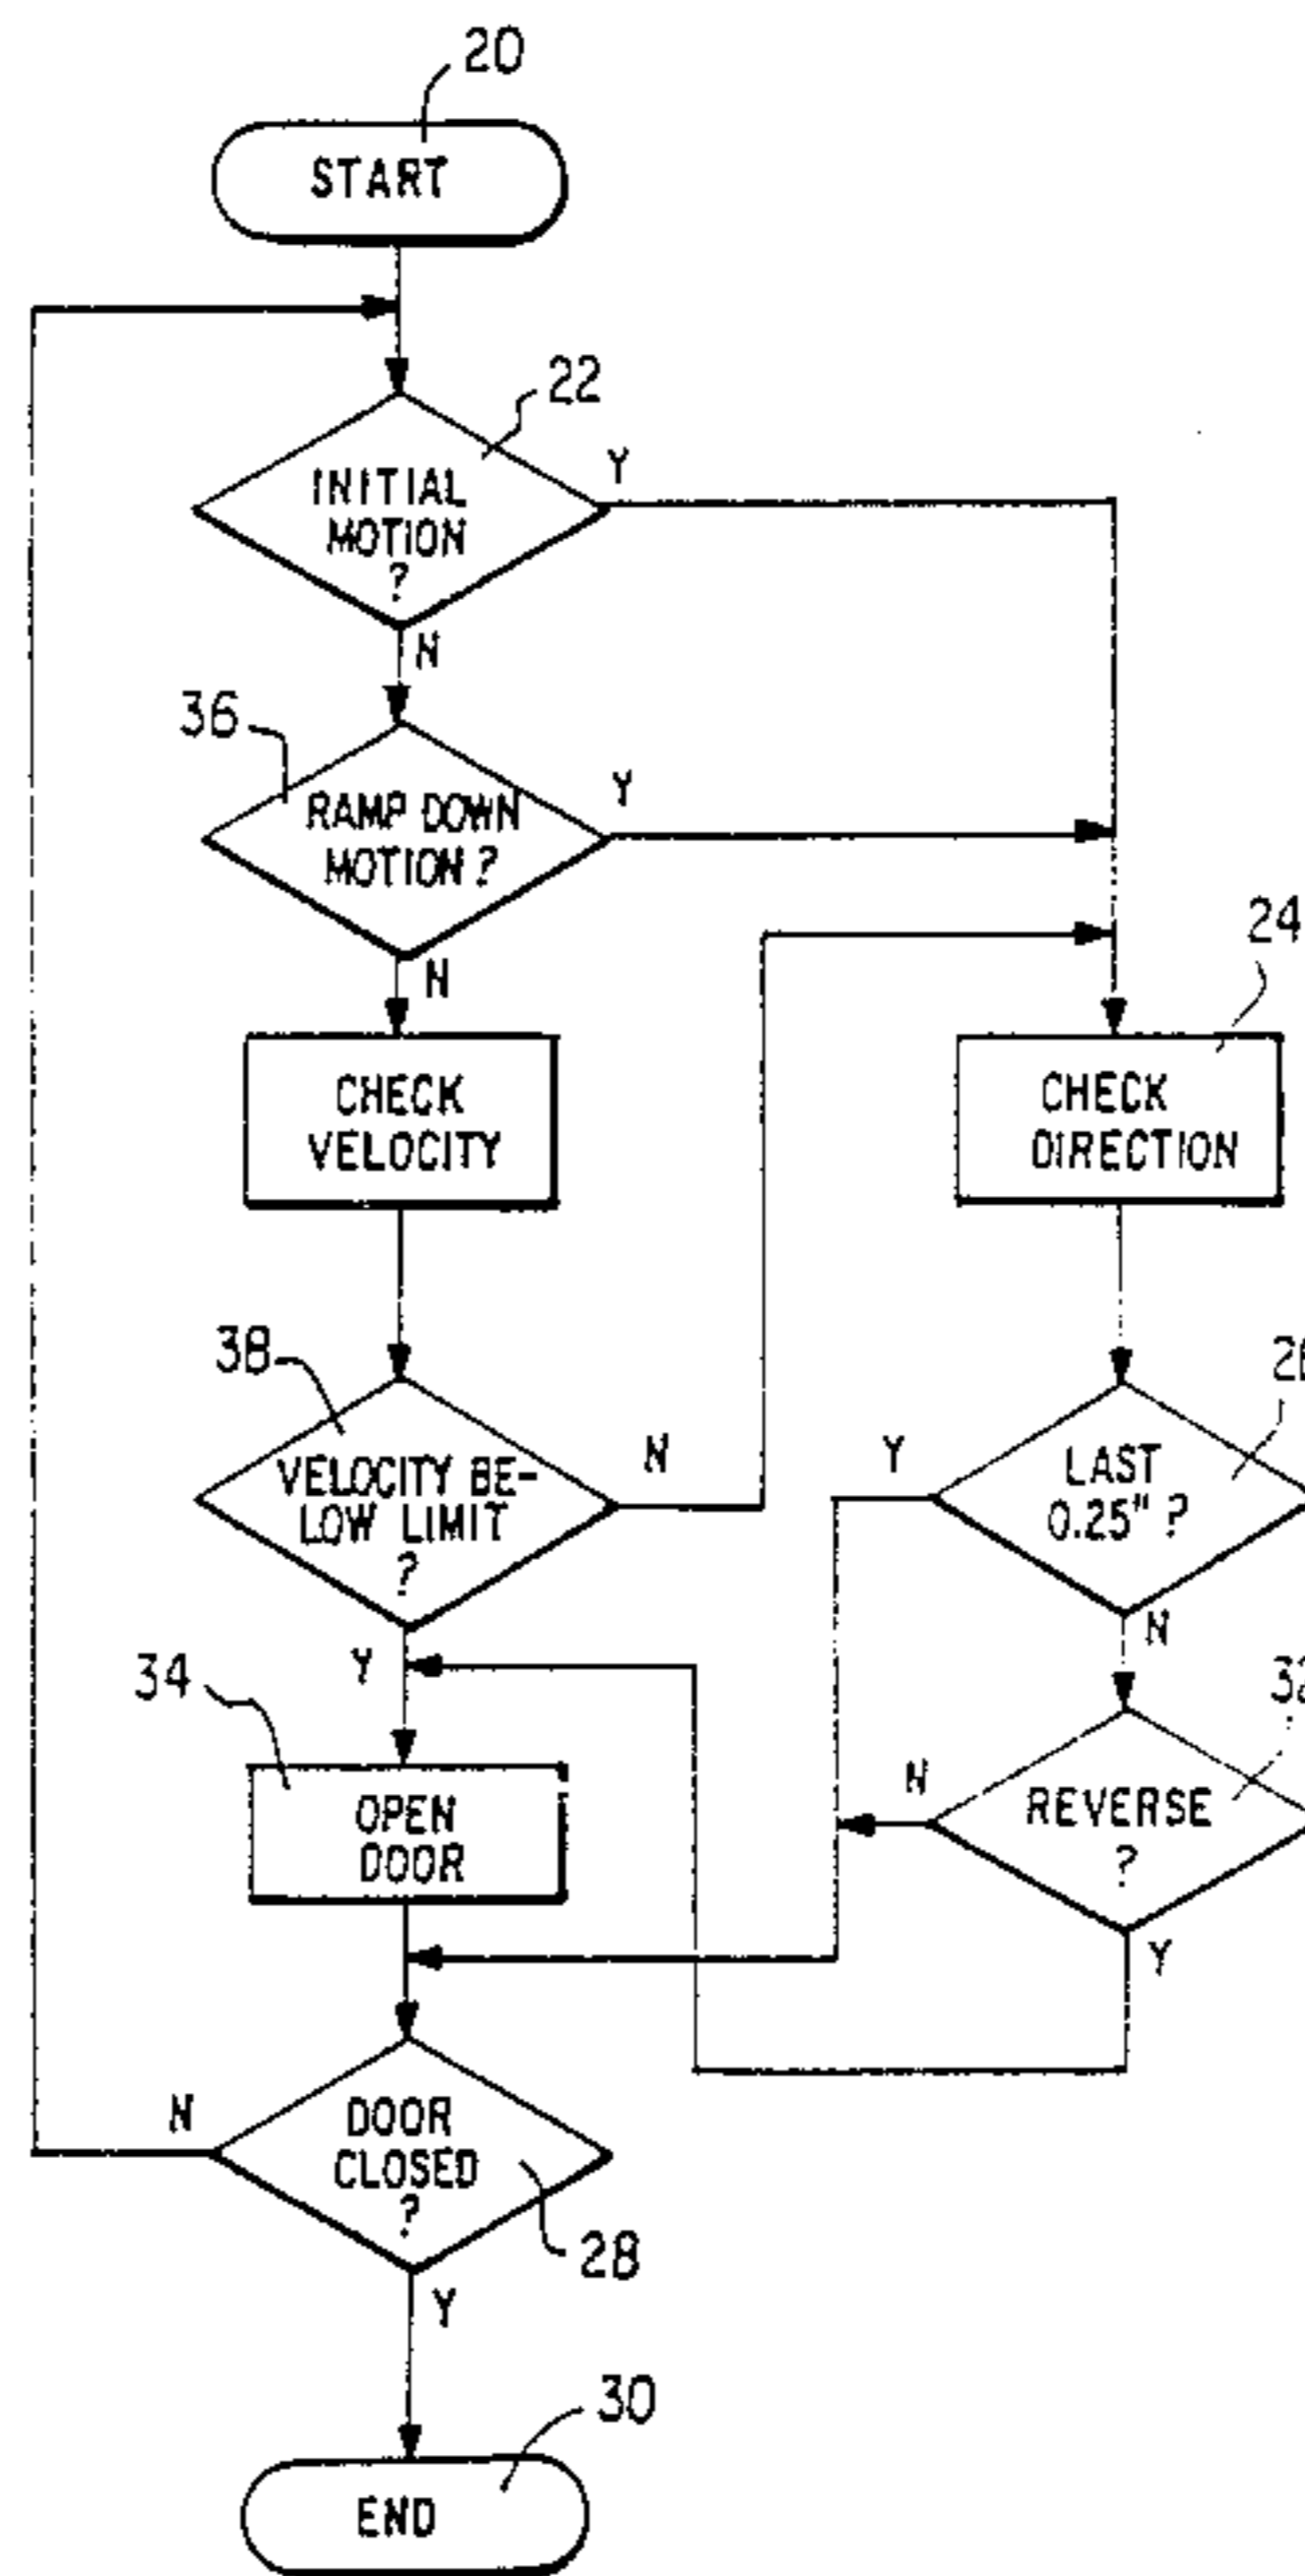 20
START
22
INITIAL
MOTION
?
Y
N
36
RAMP DOWN
MOTION ?
Y
N
CHECK
VELOCITY
24
CHECK
DIRECTION
38
VELOCITY BE-
LOW LIMIT
?
N
Y
LAST
0.25" ?
Y
N
34
OPEN
DOOR
REVERSE
?
N
Y
DOOR
CLOSED
?
N
28
Y
30
END